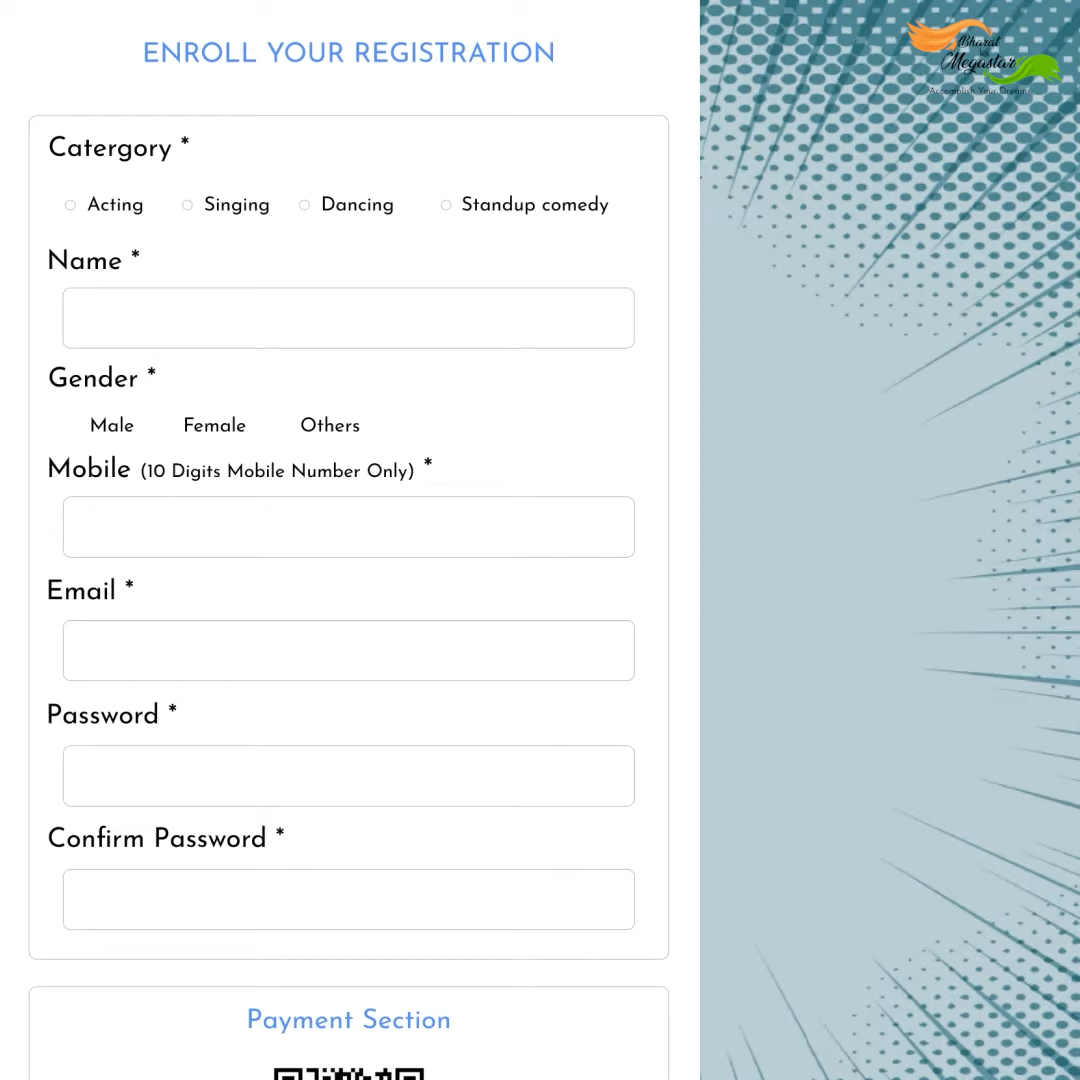 ENROLL YOUR REGISTRATION
Bharat
Megastar
Accomplish Your Dreams
Catergory *
Acting Singing Dancing Standup comedy
Name *
Gender *
Male Female Others
Mobile (10 Digits Mobile Number Only) *
Email *
Password *
Confirm Password *
Payment Section